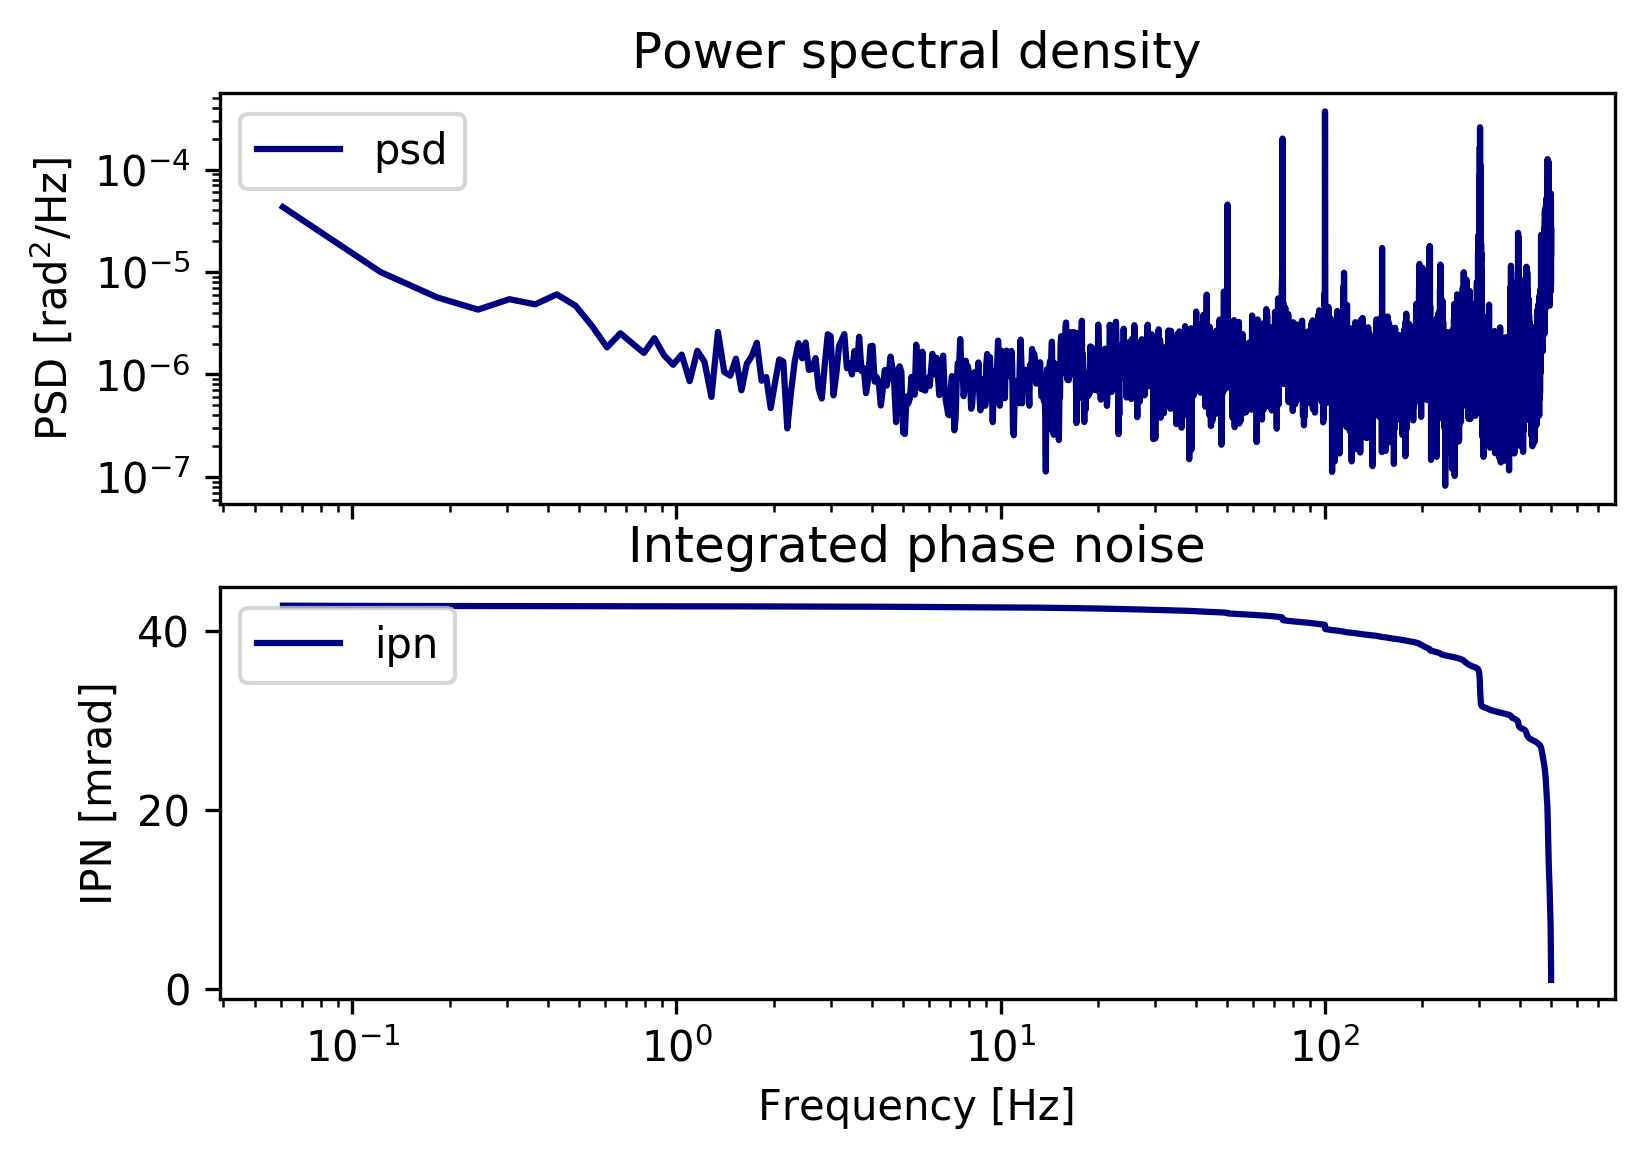 Power spectral density
psd
PSD [rad²/Hz]
10⁻⁴
10⁻⁵
10⁻⁶
10⁻⁷
Integrated phase noise
ipn
IPN [mrad]
40
20
0
10⁻¹ 10⁰ 10¹ 10²
Frequency [Hz]